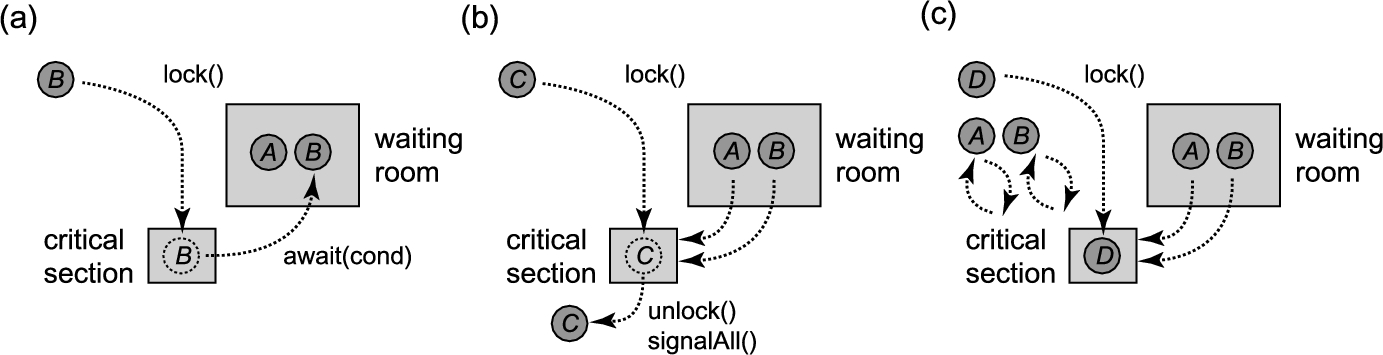 (a)
B
lock()
A B
waiting
room
critical
section
B
await(cond)
(b)
C
lock()
A B
waiting
room
critical
section
C
C
unlock()
signalAll()
(c)
D
lock()
A B
A B
waiting
room
critical
section
D